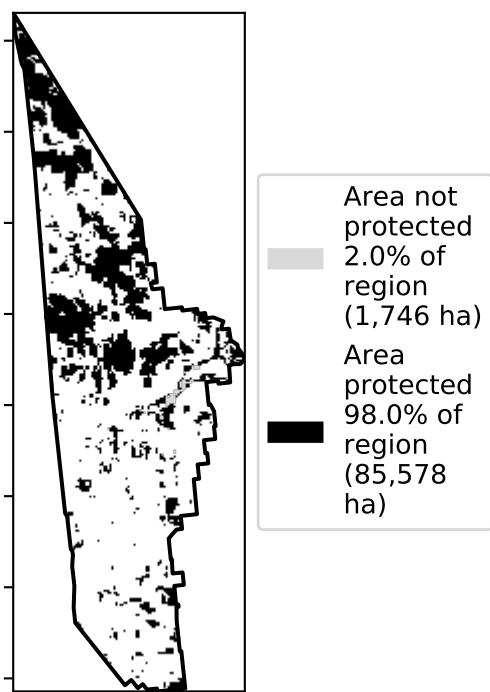 Area not
protected
2.0% of
region
(1,746 ha)
Area
protected
98.0% of
region
(85,578
ha)